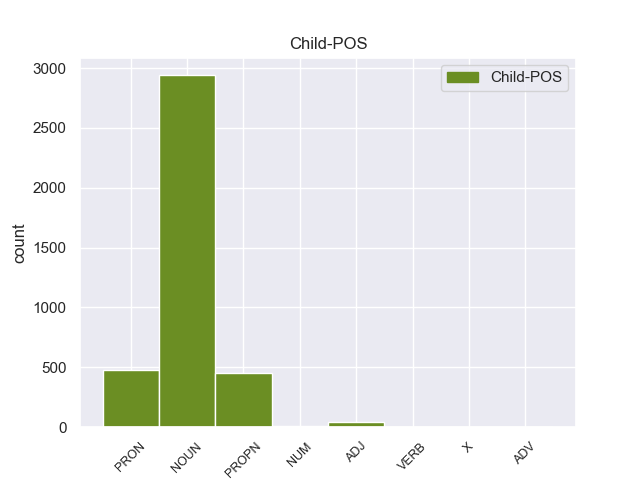 Child-POS
Child-POS
count
3000
2500
2000
1500
1000
500
0
PRON NOUN PROPN NUM ADJ VERB X ADV